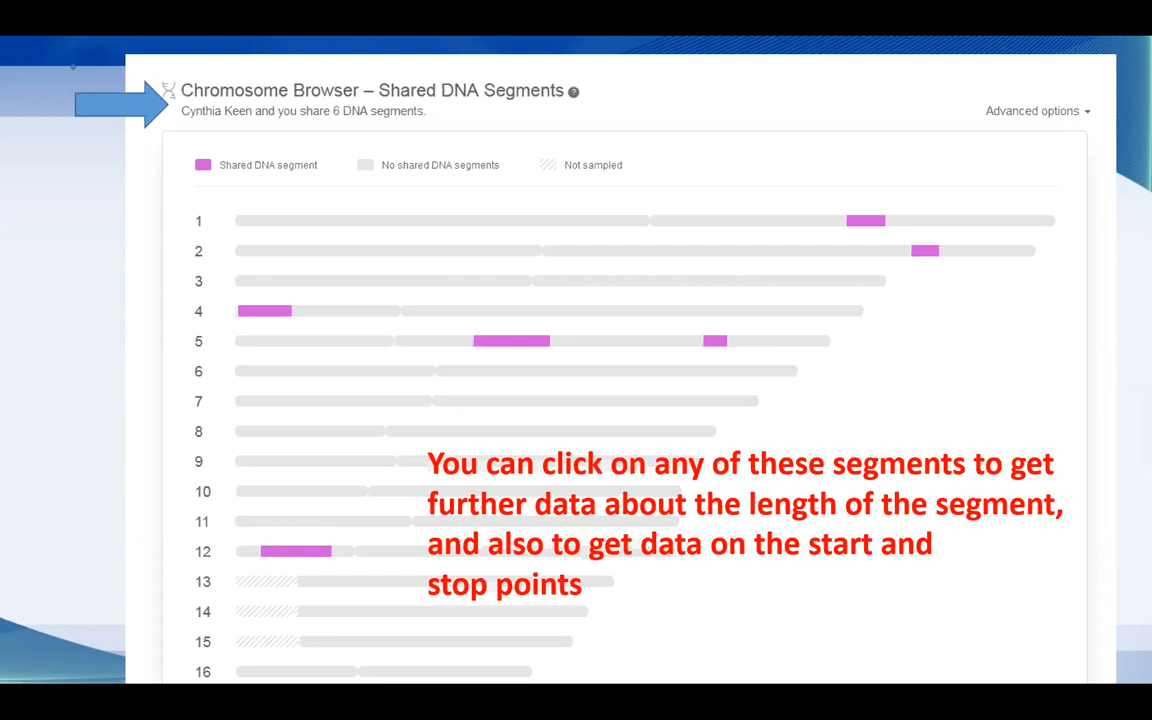 Chromosome Browser – Shared DNA Segments ?
Cynthia Keen and you share 6 DNA segments.
Advanced options
Shared DNA segment No shared DNA segments Not sampled
1
2
3
4
5
6
7
8
9
10
11
12
13
14
15
16
You can click on any of these segments to get
further data about the length of the segment,
and also to get data on the start and
stop points